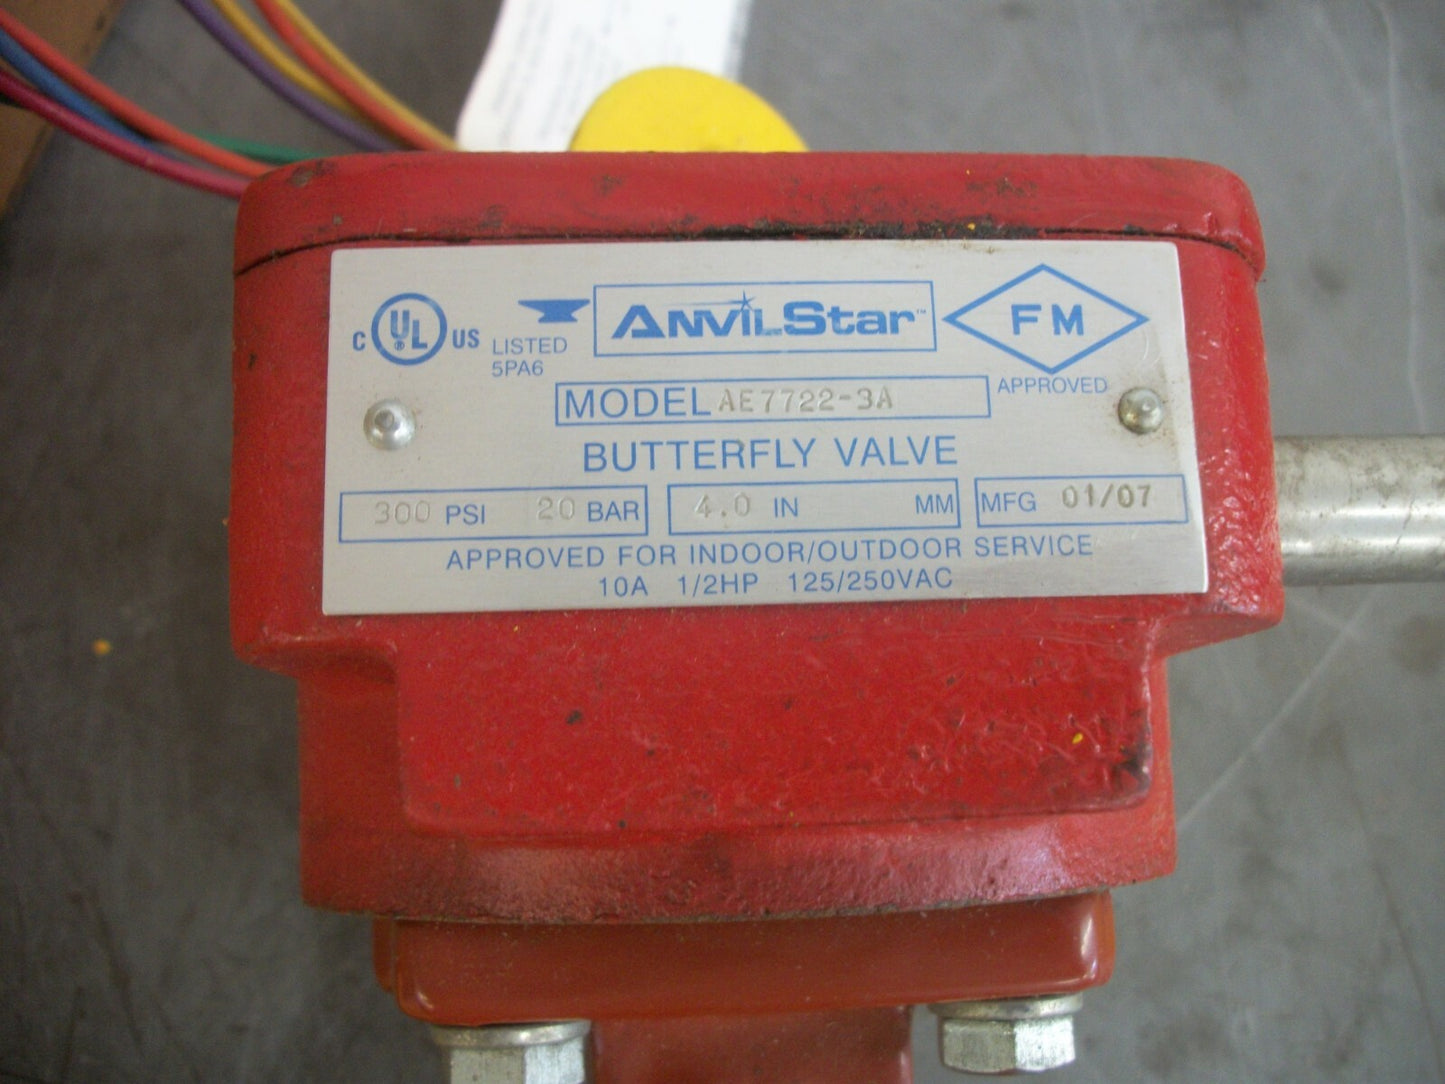 C UL ® US
LISTED
5PA6
ANVILStar™
FM
APPROVED
MODEL AE7722-3A
BUTTERFLY VALVE
300 PSI 20 BAR 4.0 IN MM MFG 01/07
APPROVED FOR INDOOR/OUTDOOR SERVICE
10A 1/2HP 125/250VAC